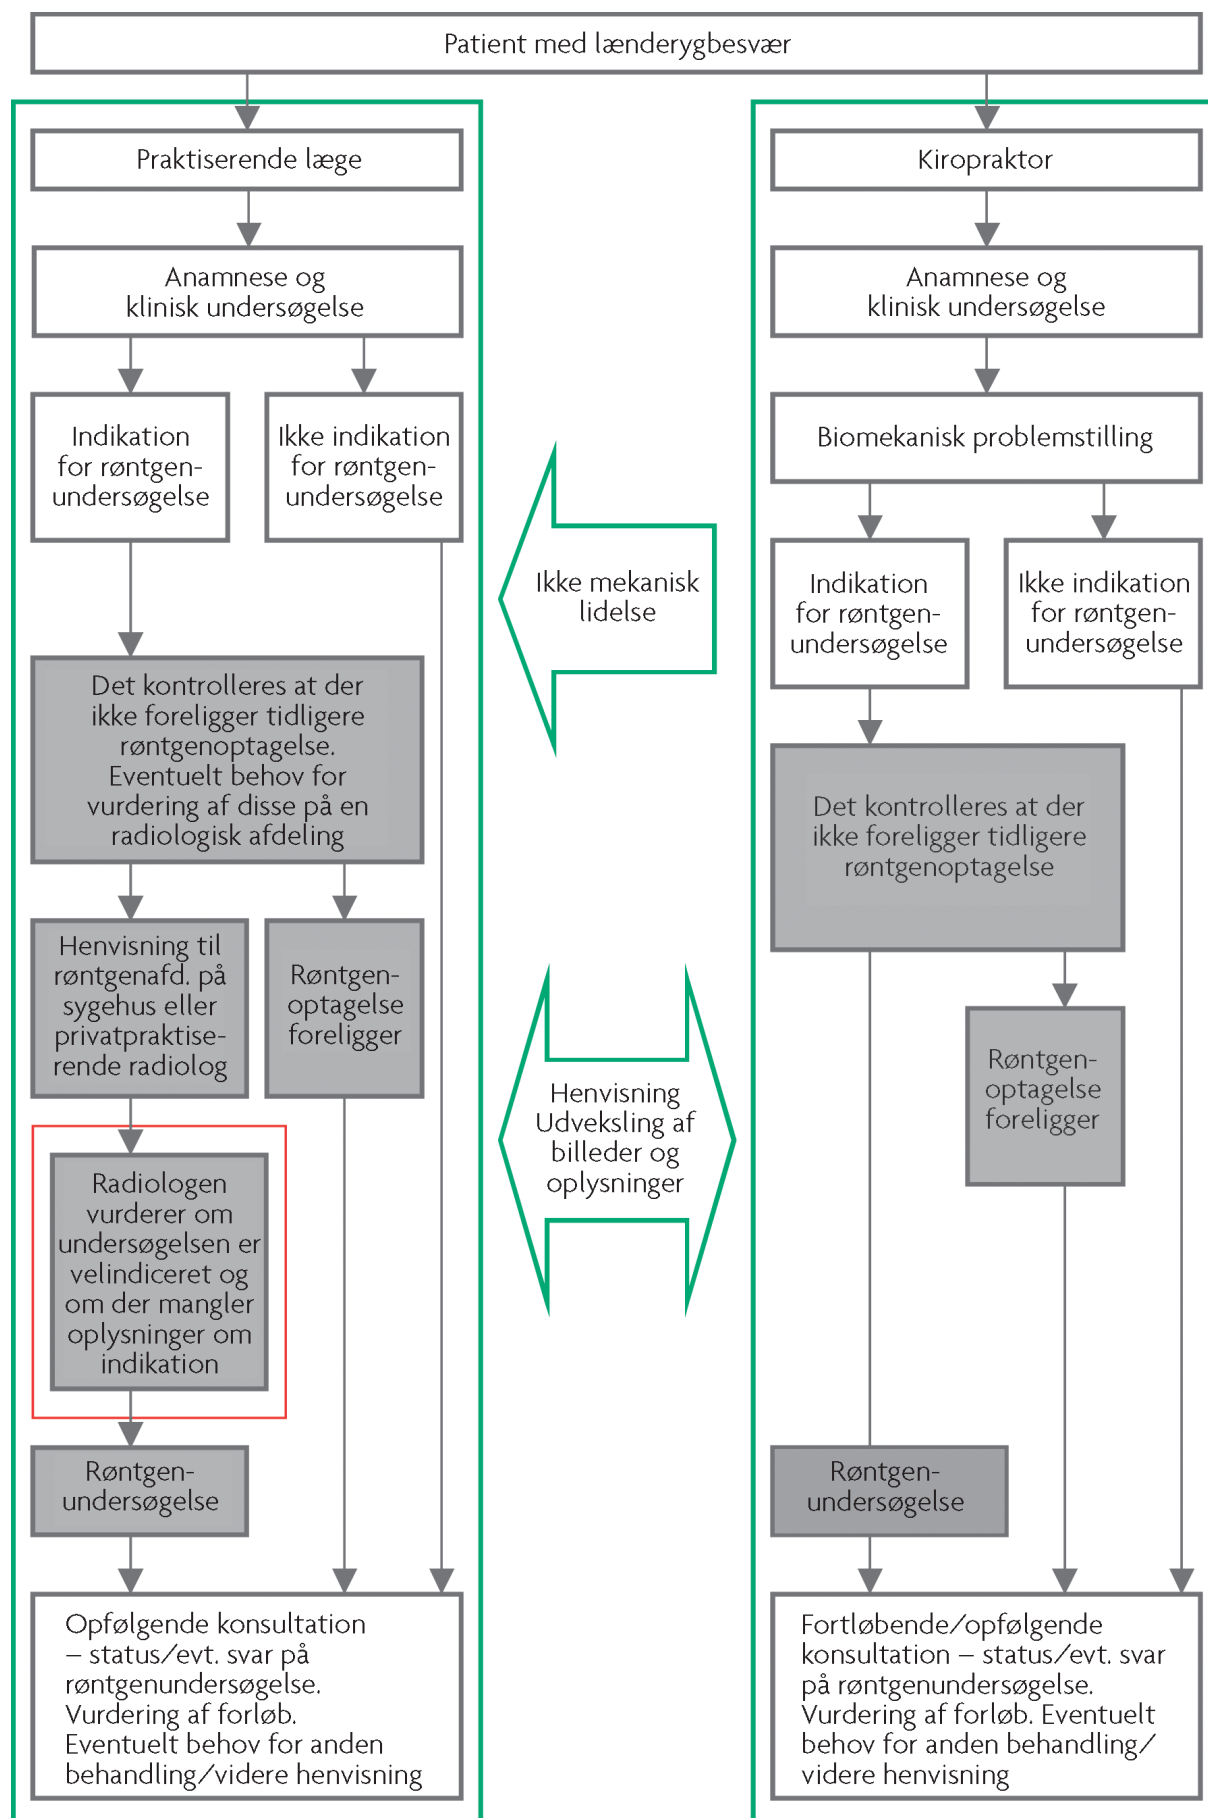 Patient med lænderygbesvær
Praktiserende læge
Anamnese og
klinisk undersøgelse
Indikation
for røntgen-
undersøgelse
Ikke indikation
for røntgen-
undersøgelse
Det kontrolleres at der
ikke foreligger tidligere
røntgenoptagelse.
Eventuelt behov for
vurdering af disse på en
radiologisk afdeling
Henvisning til
røntgenafd. på
sygehus eller
privatpraktise-
rende radiolog
Røntgen-
optagelse
foreligger
Radiologen
vurderer om
undersøgelsen er
velindiceret og
om der mangler
oplysninger om
indikation
Røntgen-
undersøgelse
Opfølgende konsultation
– status/evt. svar på
røntgenundersøgelse.
Vurdering af forløb.
Eventuelt behov for anden
behandling/videre henvisning
Ikke mekanisk
lidelse
Henvisning
Udveksling af
billeder og
oplysninger
Kiropraktor
Anamnese og
klinisk undersøgelse
Biomekanisk problemstilling
Indikation
for røntgen-
undersøgelse
Ikke indikation
for røntgen-
undersøgelse
Det kontrolleres at der
ikke foreligger tidligere
røntgenoptagelse
Røntgen-
optagelse
foreligger
Røntgen-
undersøgelse
Fortløbende/opfølgende
konsultation – status/evt. svar
på røntgenundersøgelse.
Vurdering af forløb. Eventuelt
behov for anden behandling/
videre henvisning